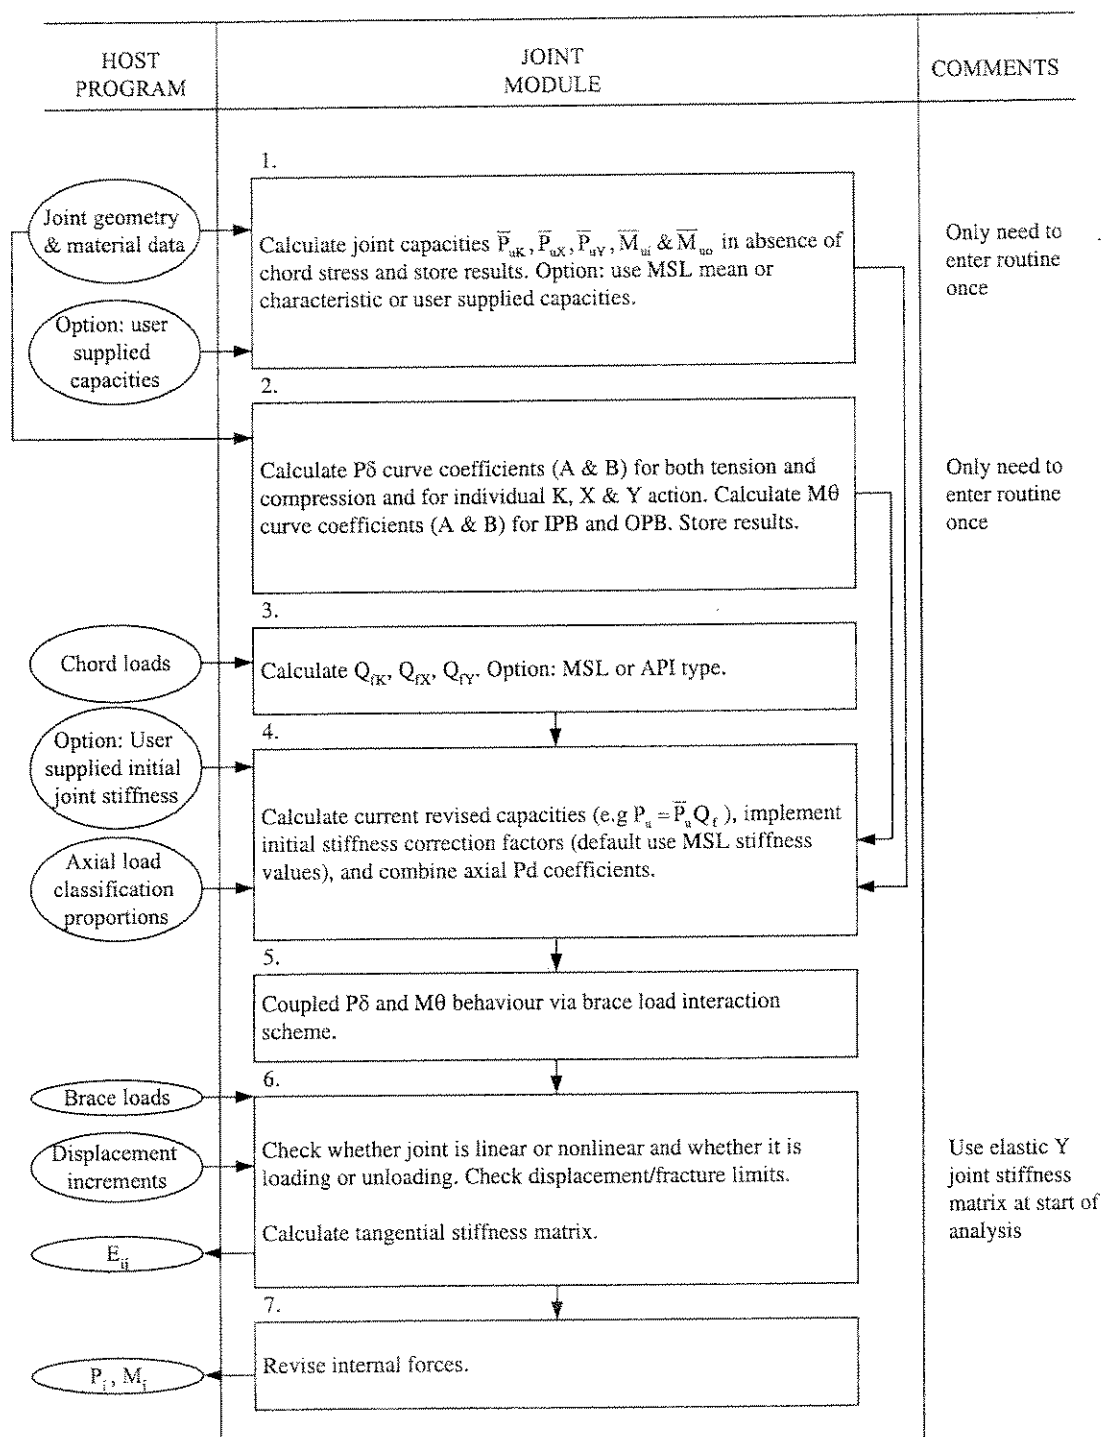 HOST
PROGRAM
JOINT
MODULE
COMMENTS
1.
Joint geometry
& material data
Calculate joint capacities P̅uK, P̅uX, P̅uY, M̅ui & M̅uo in absence of
chord stress and store results. Option: use MSL mean or
characteristic or user supplied capacities.
Only need to
enter routine
once
Option: user
supplied
capacities
2.
Calculate Pδ curve coefficients (A & B) for both tension and
compression and for individual K, X & Y action. Calculate Mθ
curve coefficients (A & B) for IPB and OPB. Store results.
Only need to
enter routine
once
3.
Chord loads
Calculate QfK, QfX, QfY. Option: MSL or API type.
4.
Option: User
supplied initial
joint stiffness
Calculate current revised capacities (e.g Pu = P̅uQf ), implement
initial stiffness correction factors (default use MSL stiffness
values), and combine axial Pd coefficients.
Axial load
classification
proportions
5.
Coupled Pδ and Mθ behaviour via brace load interaction
scheme.
6.
Brace loads
Displacement
increments
Check whether joint is linear or nonlinear and whether it is
loading or unloading. Check displacement/fracture limits.
Calculate tangential stiffness matrix.
Use elastic Y
joint stiffness
matrix at start of
analysis
Eij
7.
Revise internal forces.
Pi , Mi